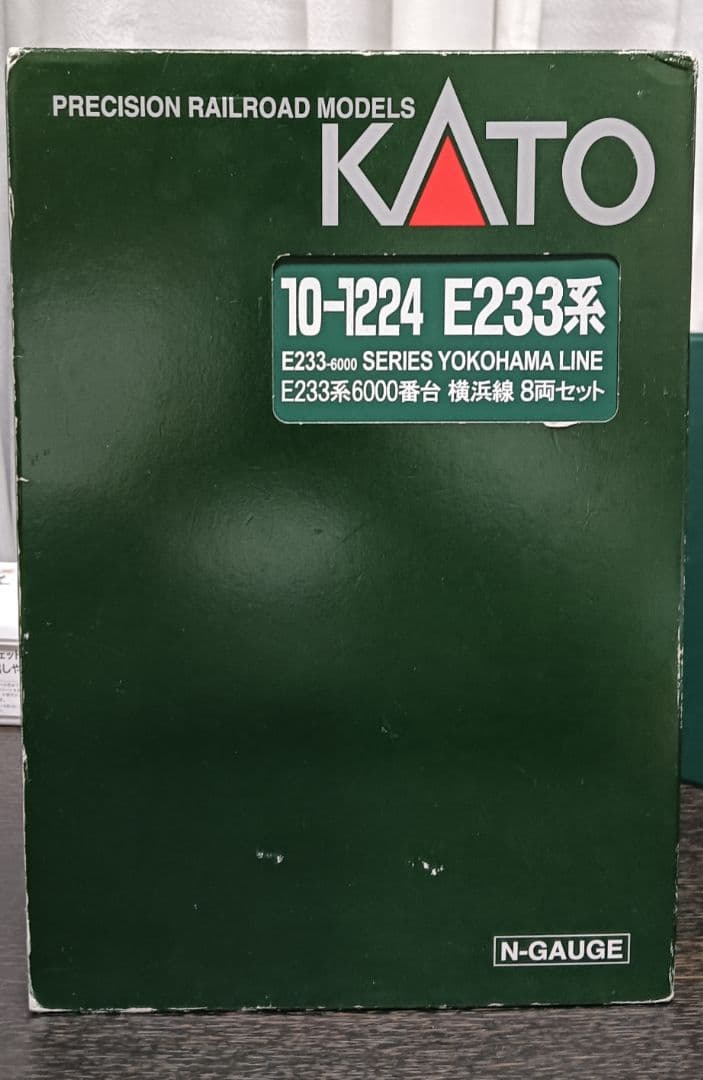 PRECISION RAILROAD MODELS
KATO
10-1224 E233系
E233-6000 SERIES YOKOHAMA LINE
E233系6000番台 横浜線 8両セット
N-GAUGE